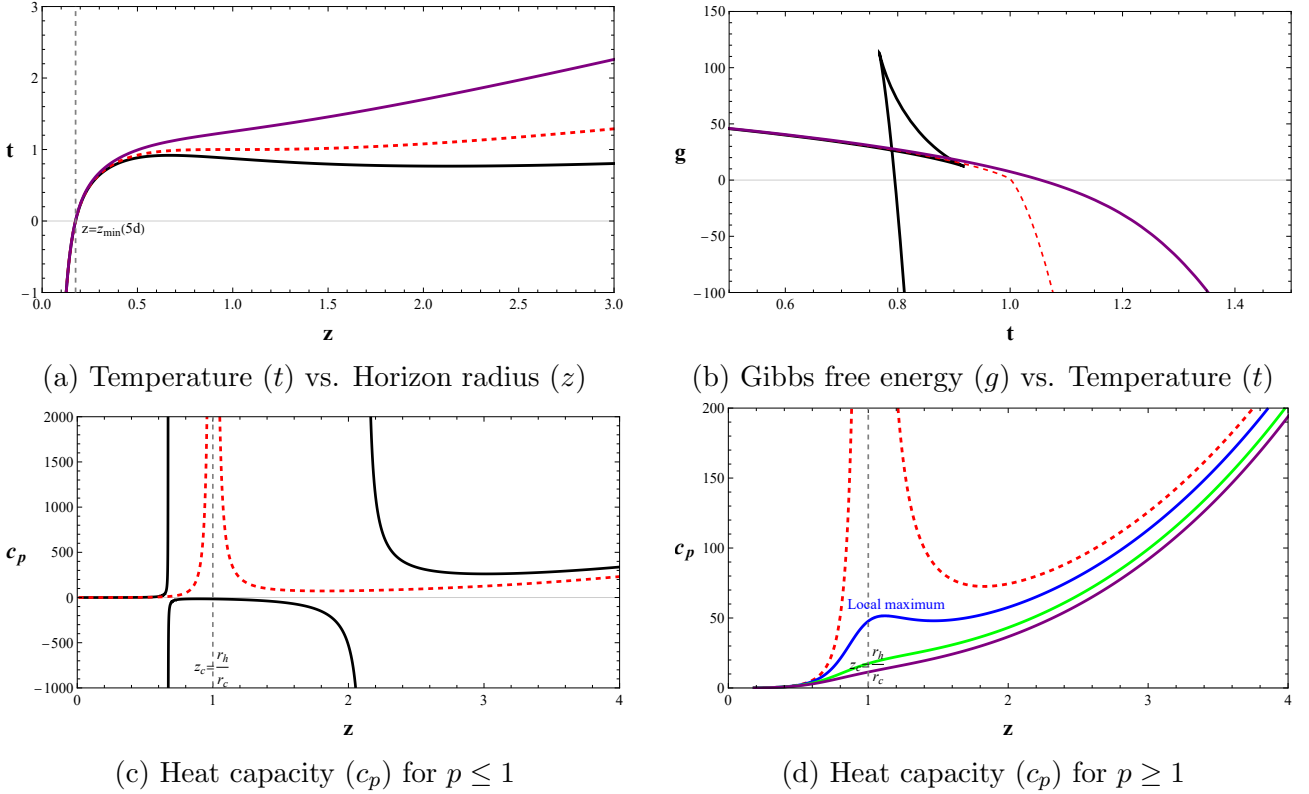 2
1
0
−1
0.0 0.5 1.0 1.5 2.0 2.5 3.0
t
z=z_min(5d)
z
(a) Temperature (t) vs. Horizon radius (z)
150
100
50
0
−50
−100
0.6 0.8 1.0 1.2 1.4
g
t
(b) Gibbs free energy (g) vs. Temperature (t)
2000
1500
1000
500
0
−500
−1000
0 1 2 3 4
c_p
z_c=r_h/r_c
z
(c) Heat capacity (c_p) for p ≤ 1
200
150
100
50
0
0 1 2 3 4
c_p
Local maximum
z_c=r_h/r_c
z
(d) Heat capacity (c_p) for p ≥ 1